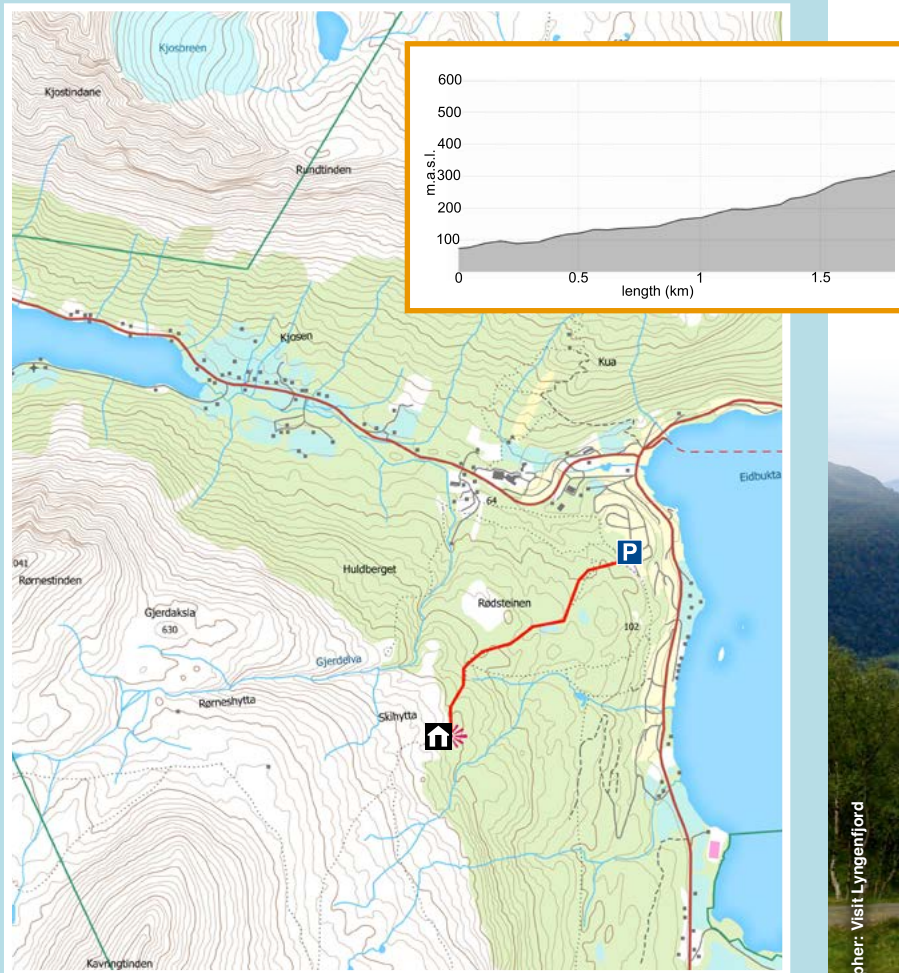 Kjosbreen
Kjostindane
Rundtinden
600
500
400
300
200
100
m.a.s.l.
0
0.5
1
1.5
length (km)
Kjosen
Kua
Eidbukta
64
P
Huldberget
041
Rørnestinden
Rødsteinen
Gjerdaksla
630
102
Gjerdelva
Rørneshytta
Skihytta
Kavringtinden
pher: Visit Lyngenfjord